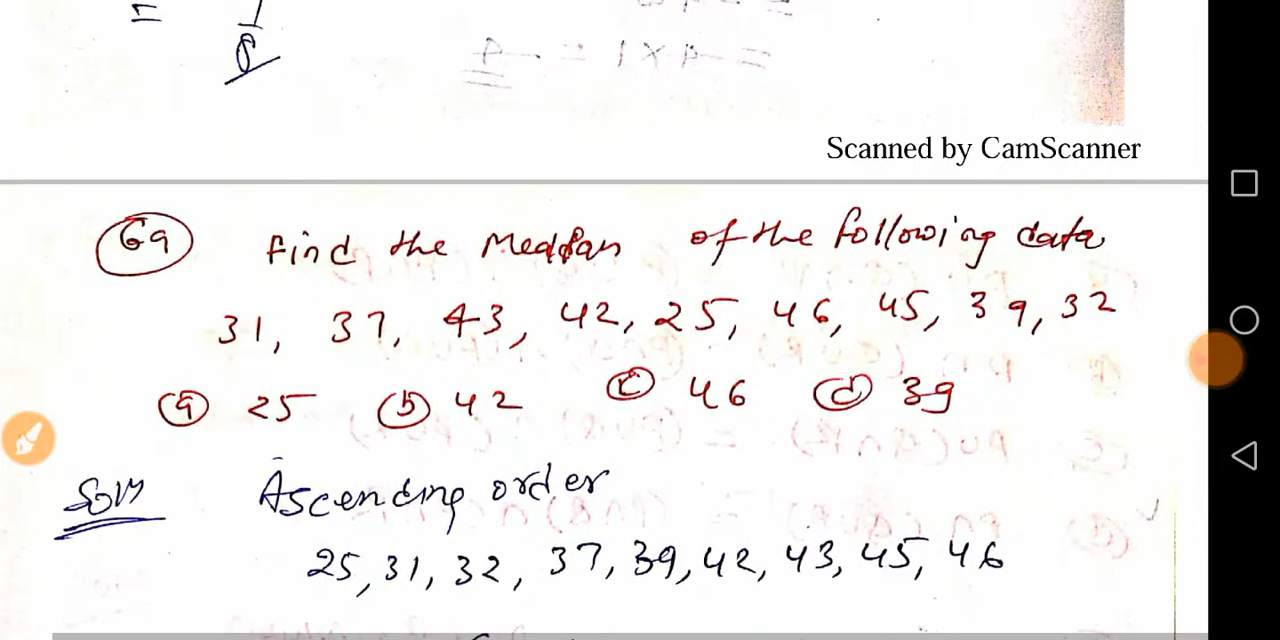 =
Scanned by CamScanner
69 Find the Median of the following data
31, 37, 43, 42, 25, 46, 45, 39, 32
(a) 25 (b) 42 (c) 46 (d) 39
Soln Ascending order
25, 31, 32, 37, 39, 42, 43, 45, 46